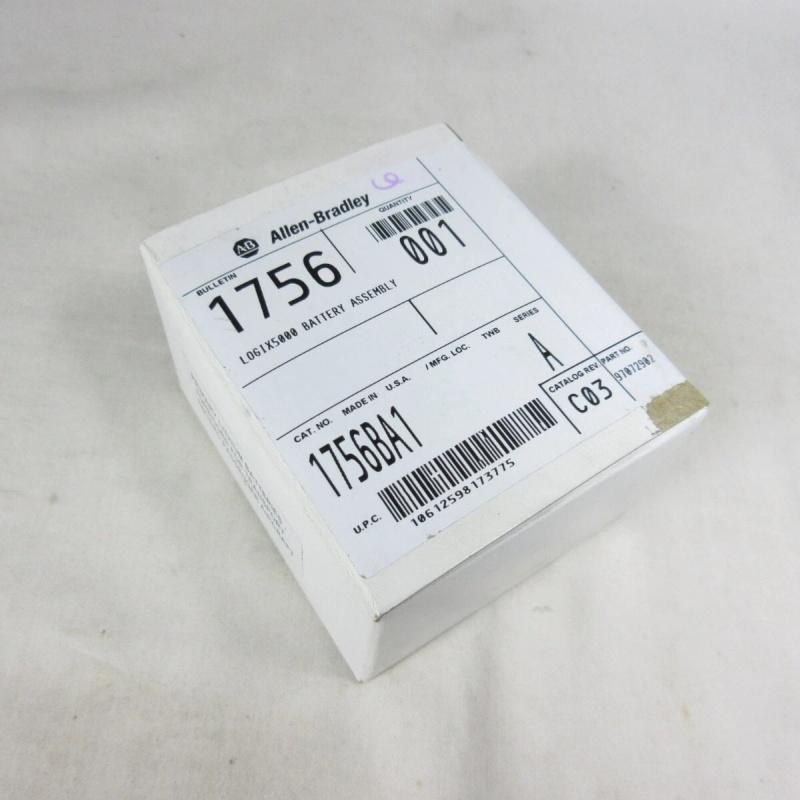 AB Allen-Bradley
BULLETIN
1756
QUANTITY
001
LOGIX5000 BATTERY ASSEMBLY
CAT. NO. MADE IN U.S.A. / MFG. LOC. TWB SERIES
1756BA1
A
CATALOG REV.
C03
PART NO.
97072902
U.P.C.
10612598173775